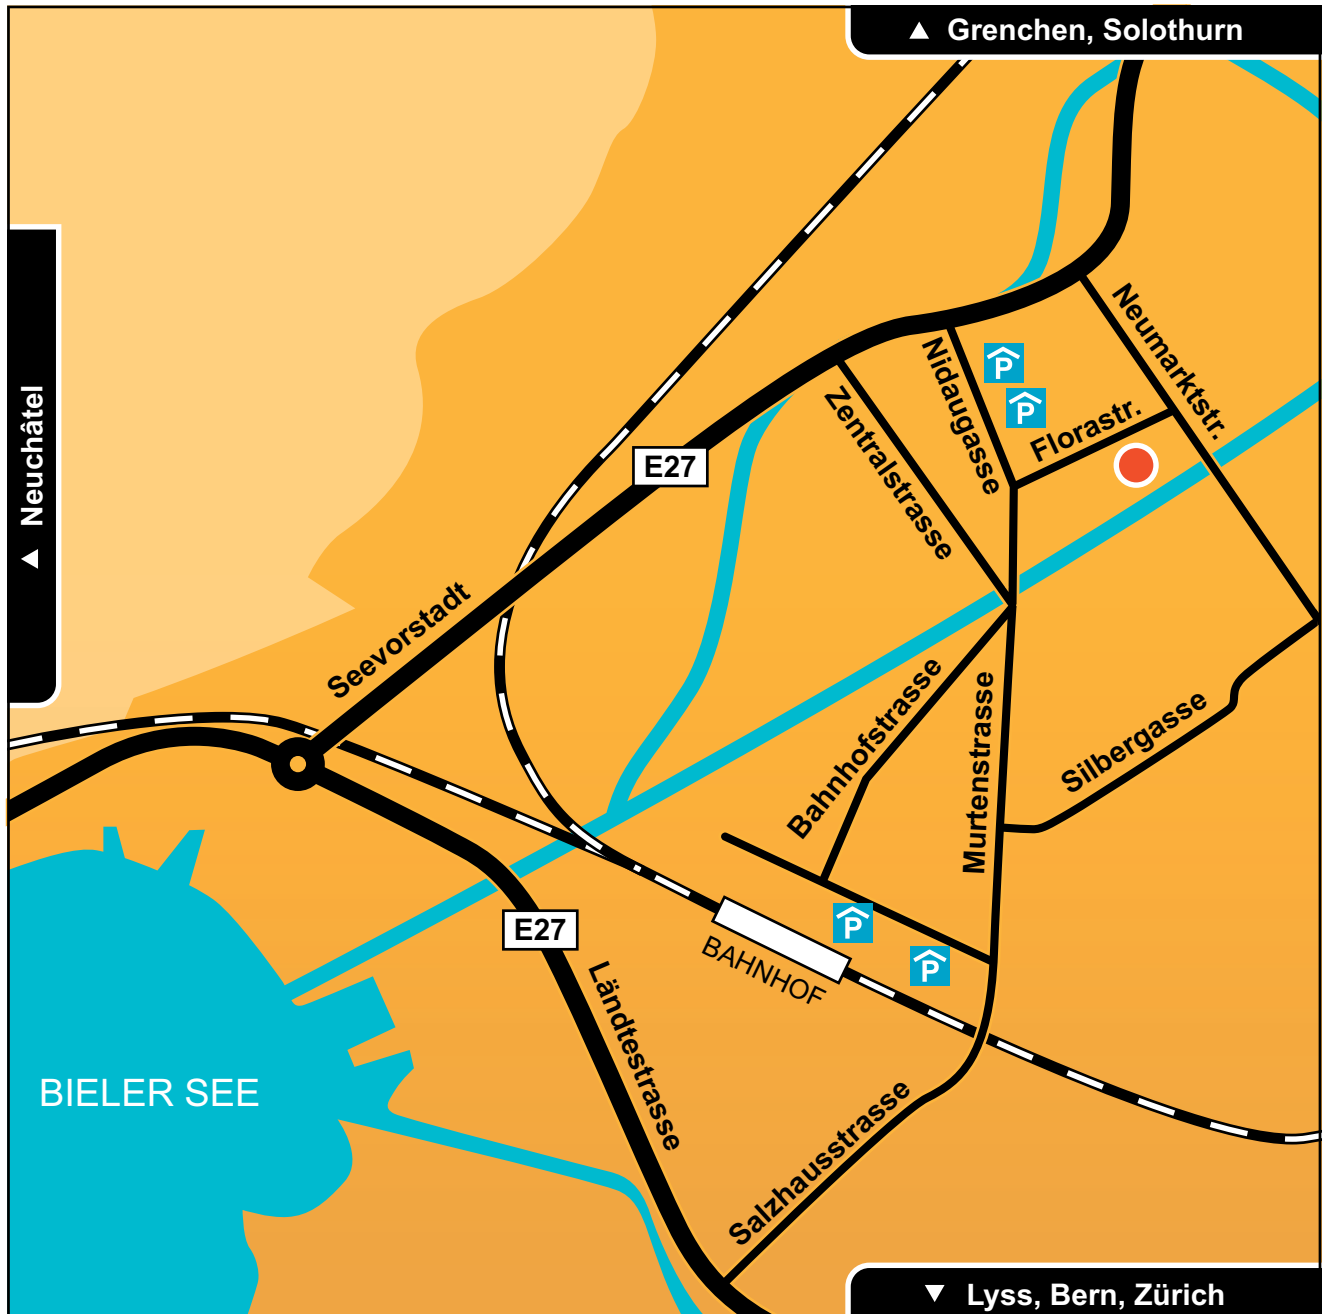 ▲ Grenchen, Solothurn
▲ Neuchâtel
Neumarktstr.
Nidaugasse
P
P
Florastr.
Zentralstrasse
E27
Seevorstadt
Bahnhofstrasse
Murtenstrasse
Silbergasse
P
P
BAHNHOF
E27
Ländtestrasse
BIELER SEE
Salzhausstrasse
▼ Lyss, Bern, Zürich